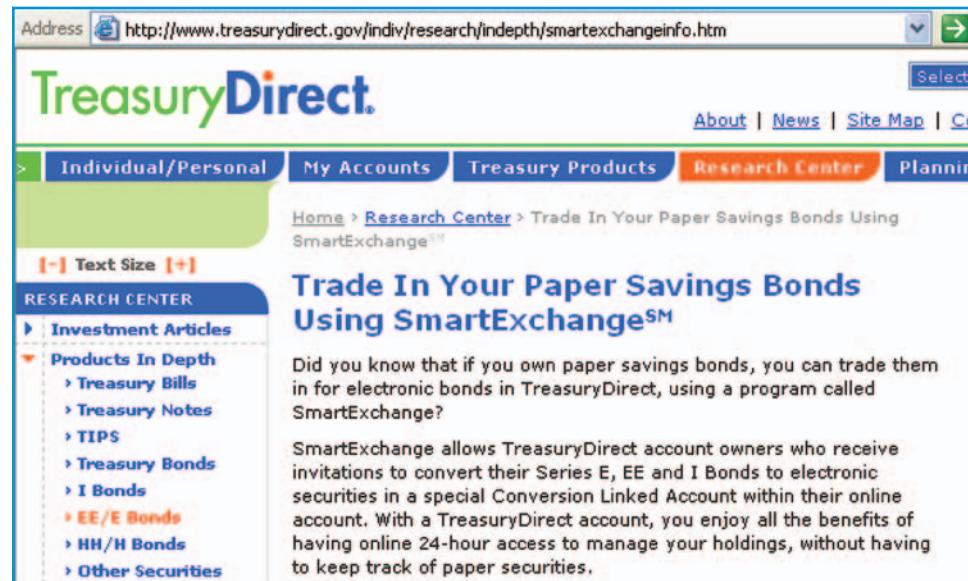 Address http://www.treasurydirect.gov/indiv/research/indepth/smartexchangeinfo.htm
Select
TreasuryDirect.
About | News | Site Map |
> Individual/Personal My Accounts Treasury Products Research Center
Home > Research Center > Trade In Your Paper Savings Bonds Using
SmartExchange℠
[-] Text Size [+]
RESEARCH CENTER
Investment Articles
Products In Depth
> Treasury Bills
> Treasury Notes
> TIPS
> Treasury Bonds
> I Bonds
> EE/E Bonds
> HH/H Bonds
> Other Securities
Trade In Your Paper Savings Bonds
Using SmartExchange℠
Did you know that if you own paper savings bonds, you can trade them
in for electronic bonds in TreasuryDirect, using a program called
SmartExchange?
SmartExchange allows TreasuryDirect account owners who receive
invitations to convert their Series E, EE and I Bonds to electronic
securities in a special Conversion Linked Account within their online
account. With a TreasuryDirect account, you enjoy all the benefits of
having online 24-hour access to manage your holdings, without having
to keep track of paper securities.